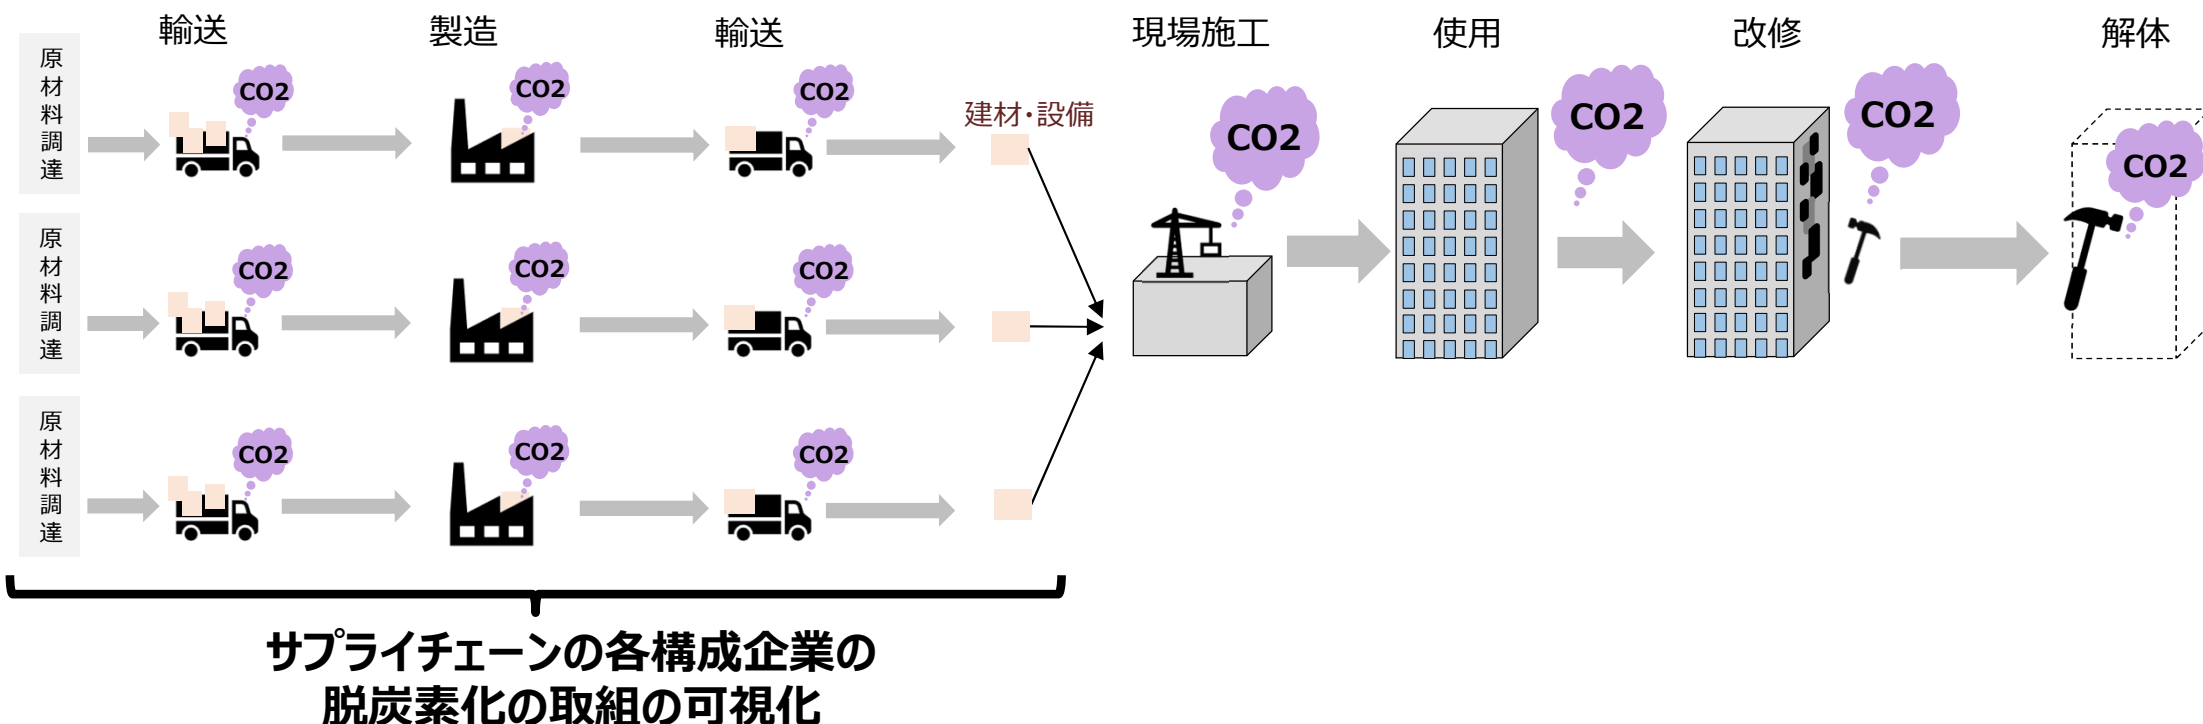 輸送
製造
輸送
現場施工
使用
改修
解体
原材料調達
CO2
CO2
CO2
建材・設備
CO2
CO2
CO2
CO2
原材料調達
CO2
CO2
CO2
原材料調達
CO2
CO2
CO2
サプライチェーンの各構成企業の
脱炭素化の取組の可視化